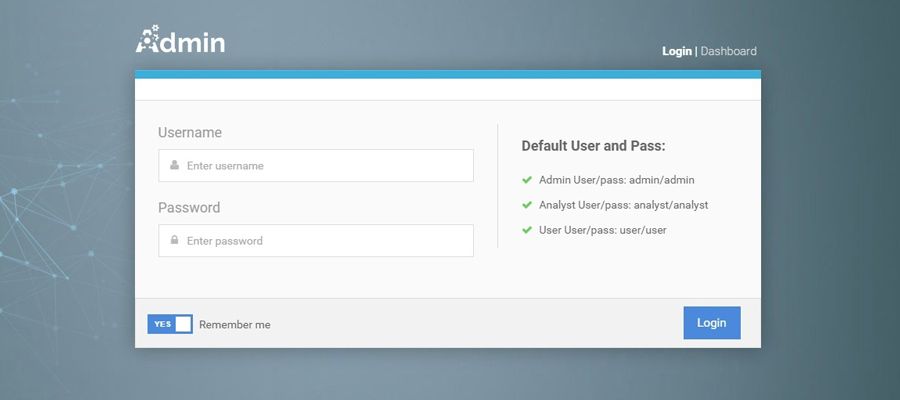 Admin
Login | Dashboard
Username
Enter username
Password
Enter password
Default User and Pass:
Admin User/pass: admin/admin
Analyst User/pass: analyst/analyst
User User/pass: user/user
YES Remember me
Login